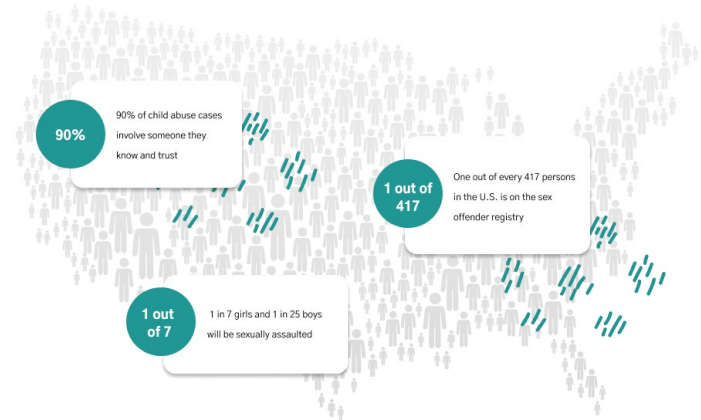 90%
90% of child abuse cases
involve someone they
know and trust
1 out of
417
One out of every 417 persons
in the U.S. is on the sex
offender registry
1 out
of 7
1 in 7 girls and 1 in 25 boys
will be sexually assaulted